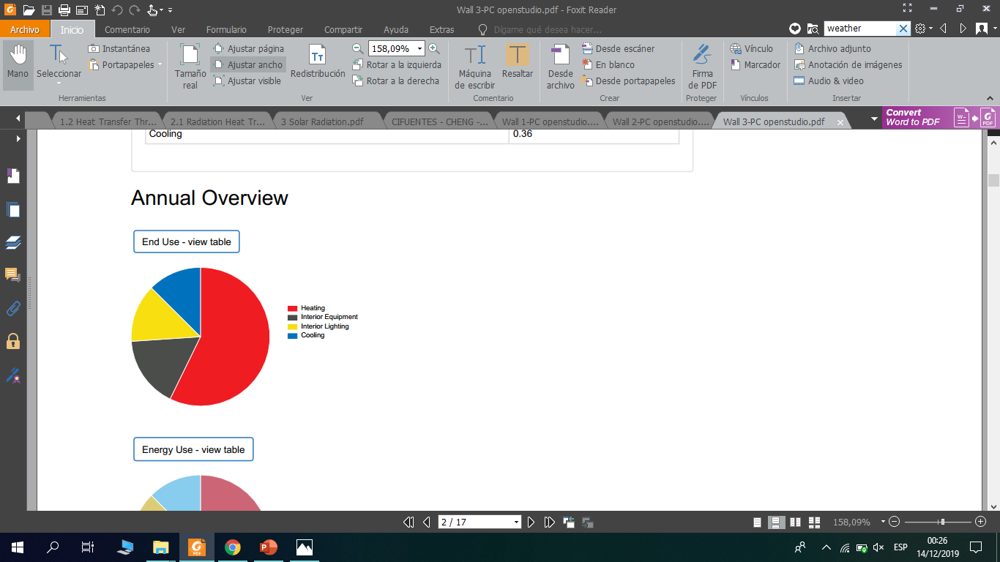 Wall 3-PC openstudio.pdf - Foxit Reader
Archivo Inicio Comentario Ver Formulario Proteger Compartir Ayuda Extras Dígame qué desea hacer... weather
Mano
Seleccionar
Instantánea
Portapapeles
Herramientas
Tamaño
real
Ajustar página
Ajustar ancho
Ajustar visible
Redistribución
158,09%
Rotar a la izquierda
Rotar a la derecha
Ver
Máquina
de escribir
Resaltar
Comentario
Desde
archivo
Desde escáner
En blanco
Desde portapapeles
Crear
Firma
de PDF
Proteger
Vínculo
Marcador
Vínculos
Archivo adjunto
Anotación de imágenes
Audio & video
Insertar
1.2 Heat Transfer Thr... 2.1 Radiation Heat Tr... 3 Solar Radiation.pdf CIFUENTES - CHENG -... Wall 1-PC openstudio.... Wall 2-PC openstudio.... Wall 3-PC openstudio.pdf
Convert
Word to PDF
Cooling 0.36
Annual Overview
End Use - view table
Heating
Interior Equipment
Interior Lighting
Cooling
Energy Use - view table
2 / 17 158,09%
00:26
ESP
14/12/2019